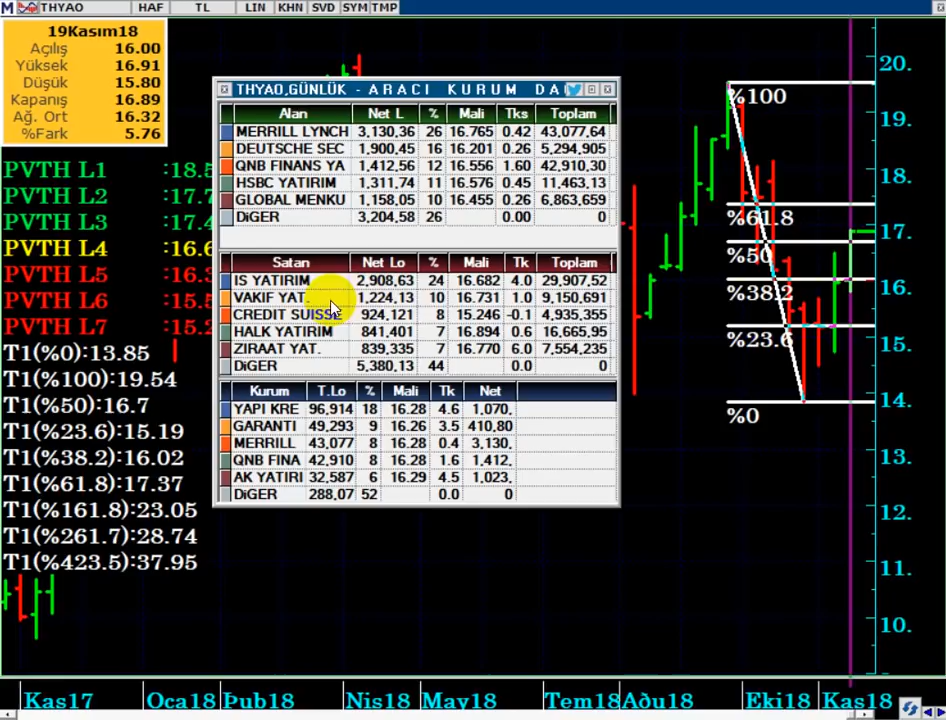 M THYAO HAF TL LIN KHN SVD SYM TMP
19Kasım18
Açılış 16.00
Yüksek 16.91
Düşük 15.80
Kapanış 16.89
Ağ. Ort 16.32
%Fark 5.76
PVTH L1 :18.5
PVTH L2 :17.7
PVTH L3 :17.4
PVTH L4 :16.6
PVTH L5 :16.3
PVTH L6 :15.5
PVTH L7 :15.2
T1(%0):13.85
T1(%100):19.54
T1(%50):16.7
T1(%23.6):15.19
T1(%38.2):16.02
T1(%61.8):17.37
T1(%161.8):23.05
T1(%261.7):28.74
T1(%423.5):37.95
THYAO,GÜNLÜK - ARACI KURUM DA
Alan Net L % Mali Tks Toplam
MERRILL LYNCH 3,130,36 26 16.765 0.42 43,077,64
DEUTSCHE SEC 1,900,45 16 16.201 0.26 5,294,905
QNB FINANS YA 1,412,56 12 16.556 1.60 42,910,30
HSBC YATIRIM 1,311,74 11 16.576 0.45 11,463,13
GLOBAL MENKU 1,158,05 10 16.455 0.26 6,863,659
DiGER 3,204,58 26 0.00 0
Satan Net Lo % Mali Tk Toplam
IS YATIRIM 2,908,63 24 16.682 4.0 29,907,52
VAKIF YAT. 1,224,13 10 16.731 1.0 9,150,691
CREDIT SUISSE 924,121 8 15.246 -0.1 4,935,355
HALK YATIRIM 841,401 7 16.894 0.6 16,665,95
ZIRAAT YAT. 839,335 7 16.770 6.0 7,554,235
DiGER 5,380,13 44 0.0 0
Kurum T.Lo % Mali Tk Net
YAPI KRE 96,914 18 16.28 4.6 1,070,
GARANTI 49,293 9 16.26 3.5 410,80
MERRILL 43,077 8 16.28 0.4 3,130,
QNB FINA 42,910 8 16.28 1.6 1,412,
AK YATIRI 32,587 6 16.29 4.5 1,023,
DiGER 288,07 52 0.0 0
%100
%61.8
%50
%38.2
%23.6
%0
20.
19.
18.
17.
16.
15.
14.
13.
12.
11.
10.
Kas17 Oca18 Þub18 Nis18 May18 Tem18 Aðu18 Eki18 Kas18